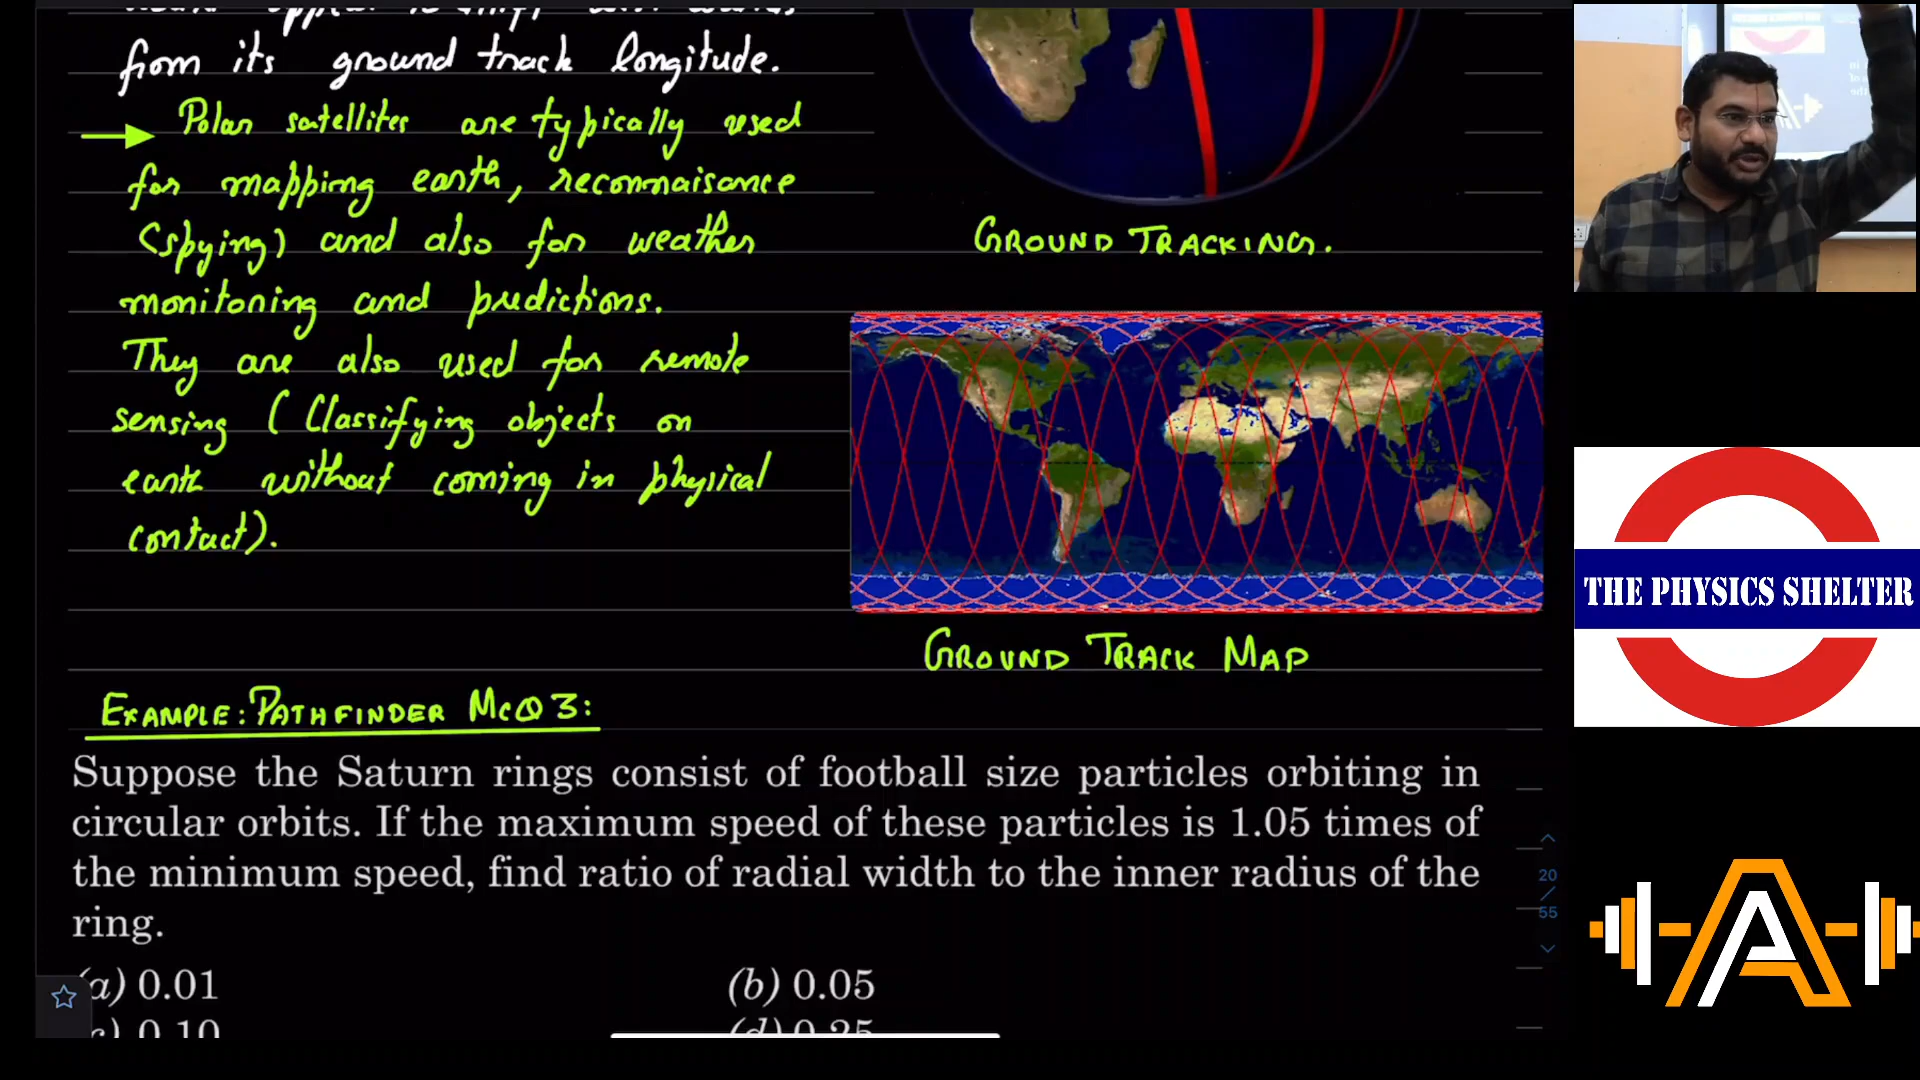 from its ground track longitude.
Polar satellites are typically used
for mapping earth, reconnaisance
(spying) and also for weather
monitoring and predictions.
They are also used for remote
sensing (Classifying objects on
earth without coming in physical
contact).
GROUND TRACKING.
GROUND TRACK MAP
EXAMPLE: PATHFINDER MCQ 3:
Suppose the Saturn rings consist of football size particles orbiting in
circular orbits. If the maximum speed of these particles is 1.05 times of
the minimum speed, find ratio of radial width to the inner radius of the
ring.
(a) 0.01 (b) 0.05
(c) 0.10 (d) 0.25
20
55
THE PHYSICS SHELTER